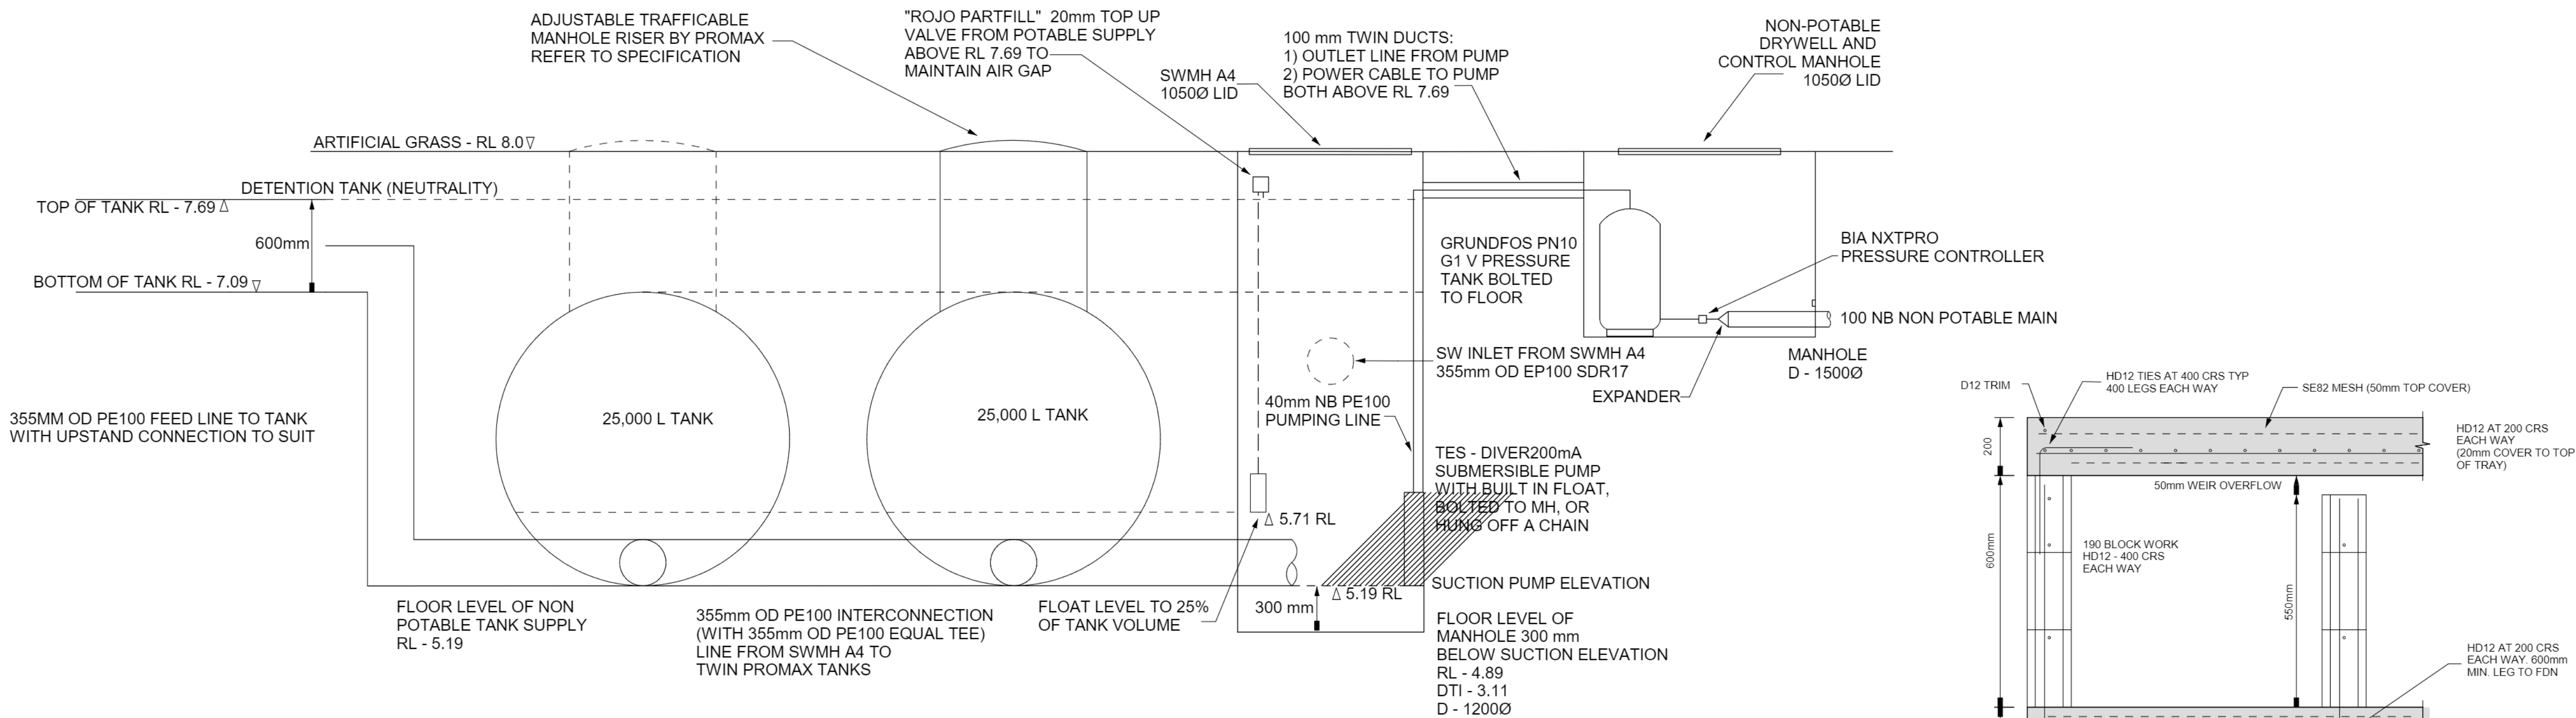 ADJUSTABLE TRAFFICABLE
MANHOLE RISER BY PROMAX
REFER TO SPECIFICATION
"ROJO PARTFILL" 20mm TOP UP
VALVE FROM POTABLE SUPPLY
ABOVE RL 7.69 TO
MAINTAIN AIR GAP
SWMH A4
1050Ø LID
100 mm TWIN DUCTS:
1) OUTLET LINE FROM PUMP
2) POWER CABLE TO PUMP
BOTH ABOVE RL 7.69
NON-POTABLE
DRYWELL AND
CONTROL MANHOLE
1050Ø LID
ARTIFICIAL GRASS - RL 8.0
DETENTION TANK (NEUTRALITY)
TOP OF TANK RL - 7.69
600mm
BOTTOM OF TANK RL - 7.09
GRUNDFOS PN10
G1 V PRESSURE
TANK BOLTED
TO FLOOR
BIA NXTPRO
PRESSURE CONTROLLER
100 NB NON POTABLE MAIN
MANHOLE
D - 1500Ø
SW INLET FROM SWMH A4
355mm OD EP100 SDR17
EXPANDER
40mm NB PE100
PUMPING LINE
355MM OD PE100 FEED LINE TO TANK
WITH UPSTAND CONNECTION TO SUIT
25,000 L TANK
25,000 L TANK
TES - DIVER200mA
SUBMERSIBLE PUMP
WITH BUILT IN FLOAT,
BOLTED TO MH, OR
HUNG OFF A CHAIN
5.71 RL
SUCTION PUMP ELEVATION
5.19 RL
300 mm
FLOOR LEVEL OF NON
POTABLE TANK SUPPLY
RL - 5.19
355mm OD PE100 INTERCONNECTION
(WITH 355mm OD PE100 EQUAL TEE)
LINE FROM SWMH A4 TO
TWIN PROMAX TANKS
FLOAT LEVEL TO 25%
OF TANK VOLUME
FLOOR LEVEL OF
MANHOLE 300 mm
BELOW SUCTION ELEVATION
RL - 4.89
DTI - 3.11
D - 1200Ø
D12 TRIM
HD12 TIES AT 400 CRS TYP
400 LEGS EACH WAY
SE82 MESH (50mm TOP COVER)
200
HD12 AT 200 CRS
EACH WAY
(20mm COVER TO TOP
OF TRAY)
50mm WEIR OVERFLOW
600mm
190 BLOCK WORK
HD12 - 400 CRS
EACH WAY
550mm
HD12 AT 200 CRS
EACH WAY. 600mm
MIN. LEG TO FDN